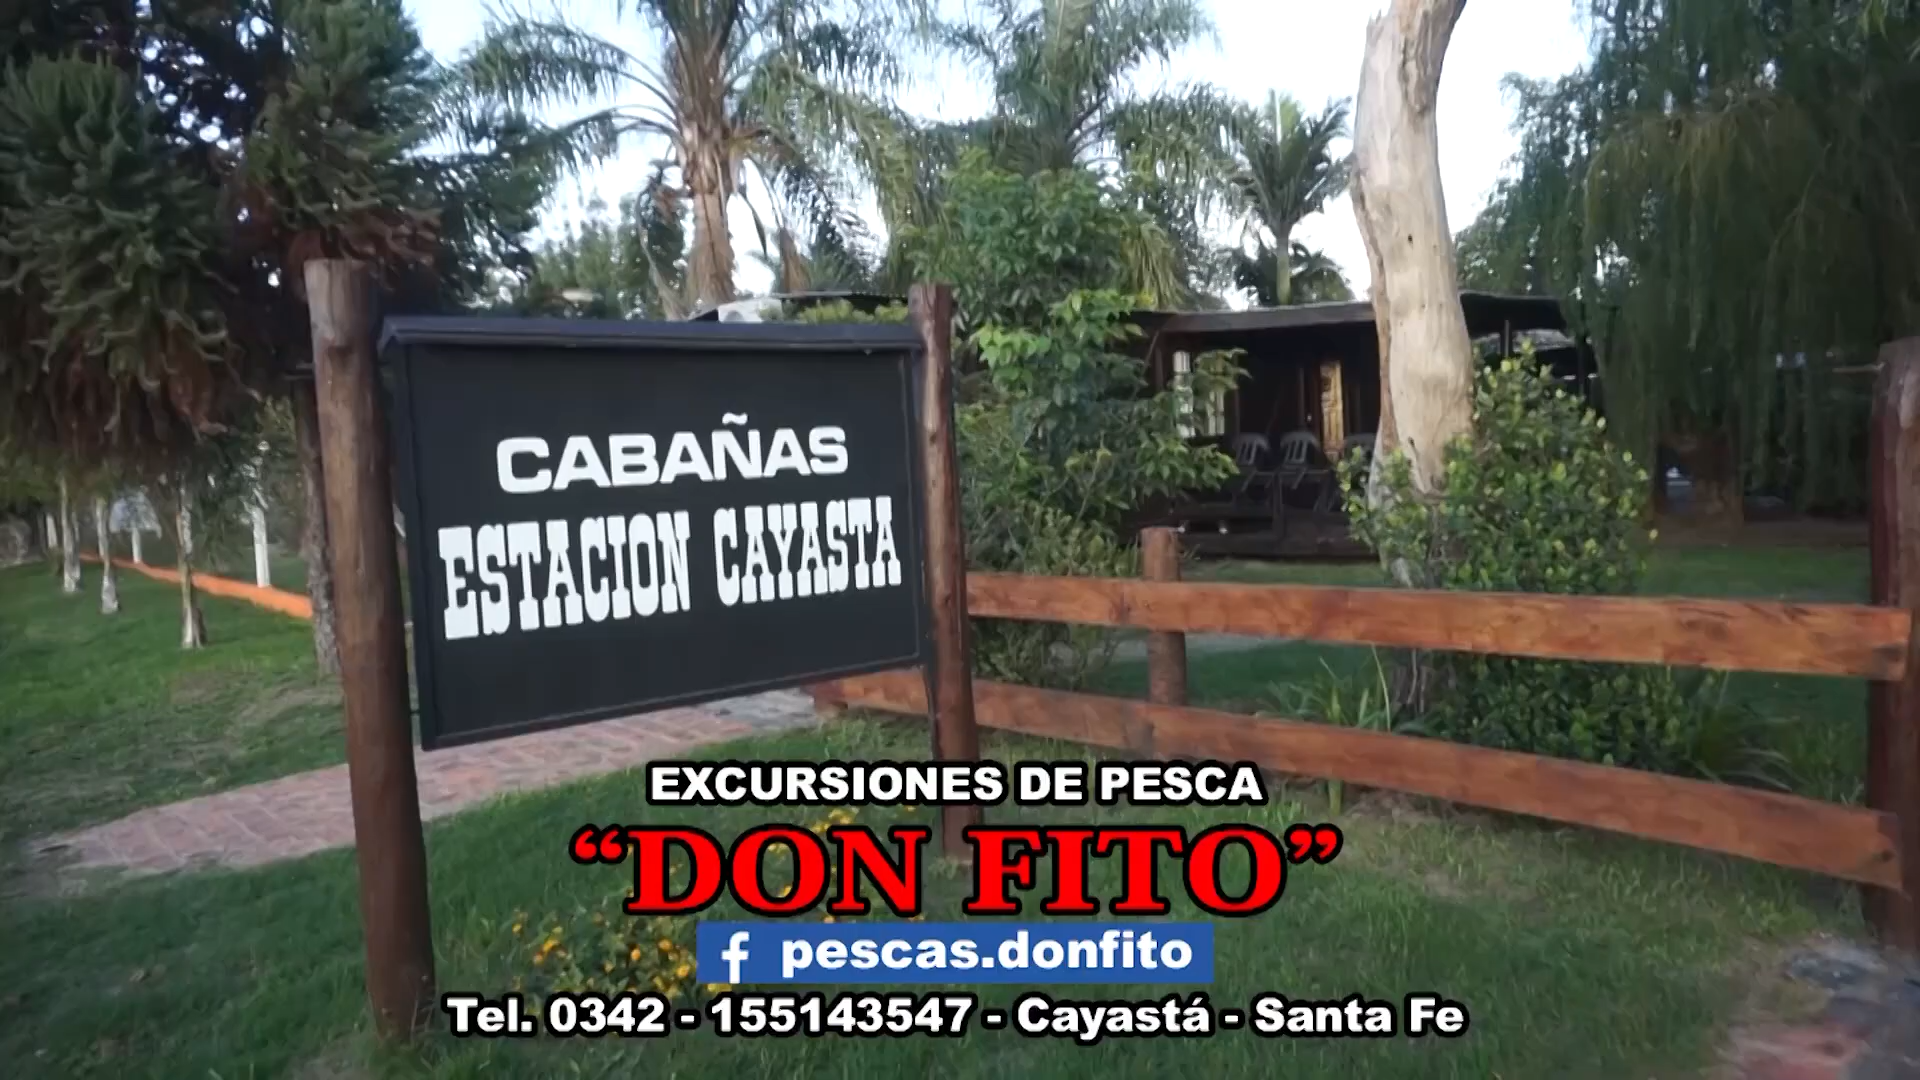 CABAÑAS
ESTACION CAYASTA
EXCURSIONES DE PESCA
“DON FITO”
f pescas.donfito
Tel. 0342 - 155143547 - Cayastá - Santa Fe